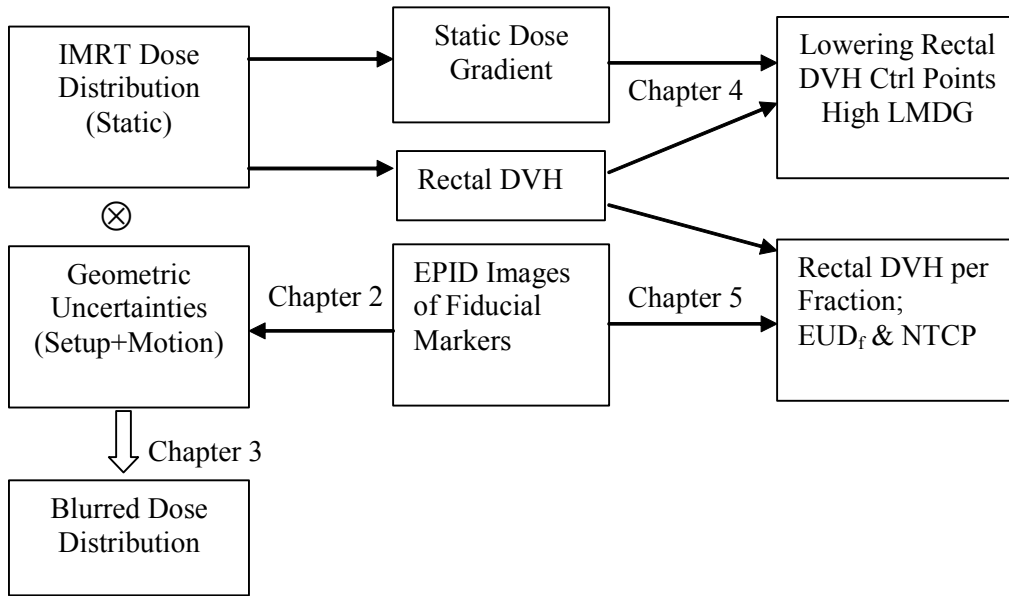 IMRT Dose
Distribution
(Static)
Static Dose
Gradient
Chapter 4
Lowering Rectal
DVH Ctrl Points
High LMDG
Rectal DVH
⊗
Geometric
Uncertainties
(Setup+Motion)
Chapter 2
EPID Images
of Fiducial
Markers
Chapter 5
Rectal DVH per
Fraction;
EUDf & NTCP
Chapter 3
Blurred Dose
Distribution